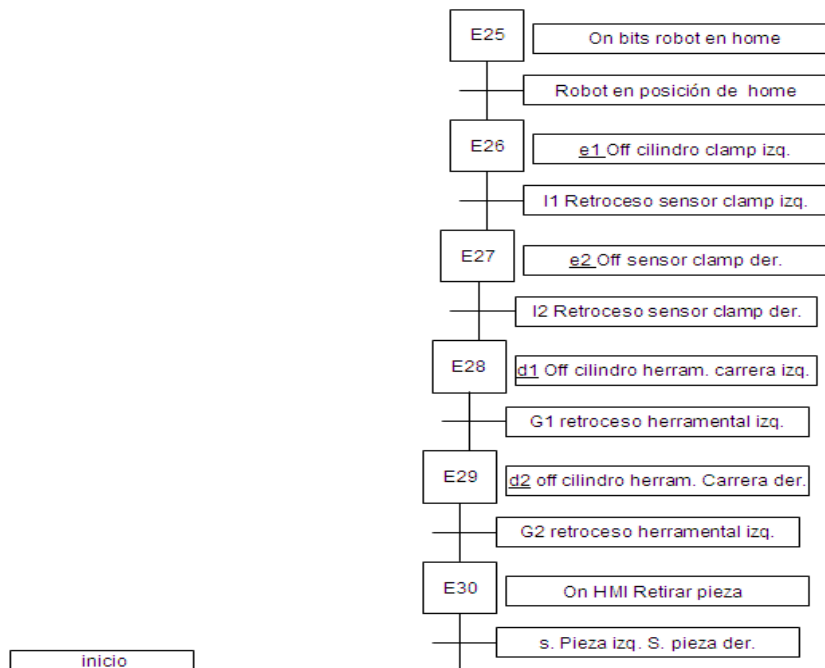 E25
On bits robot en home
Robot en posición de home
E26
e1 Off cilindro clamp izq.
I1 Retroceso sensor clamp izq.
E27
e2 Off sensor clamp der.
I2 Retroceso sensor clamp der.
E28
d1 Off cilindro herram. carrera izq.
G1 retroceso herramental izq.
E29
d2 off cilindro herram. Carrera der.
G2 retroceso herramental izq.
E30
On HMI Retirar pieza
s. Pieza izq. S. pieza der.
inicio